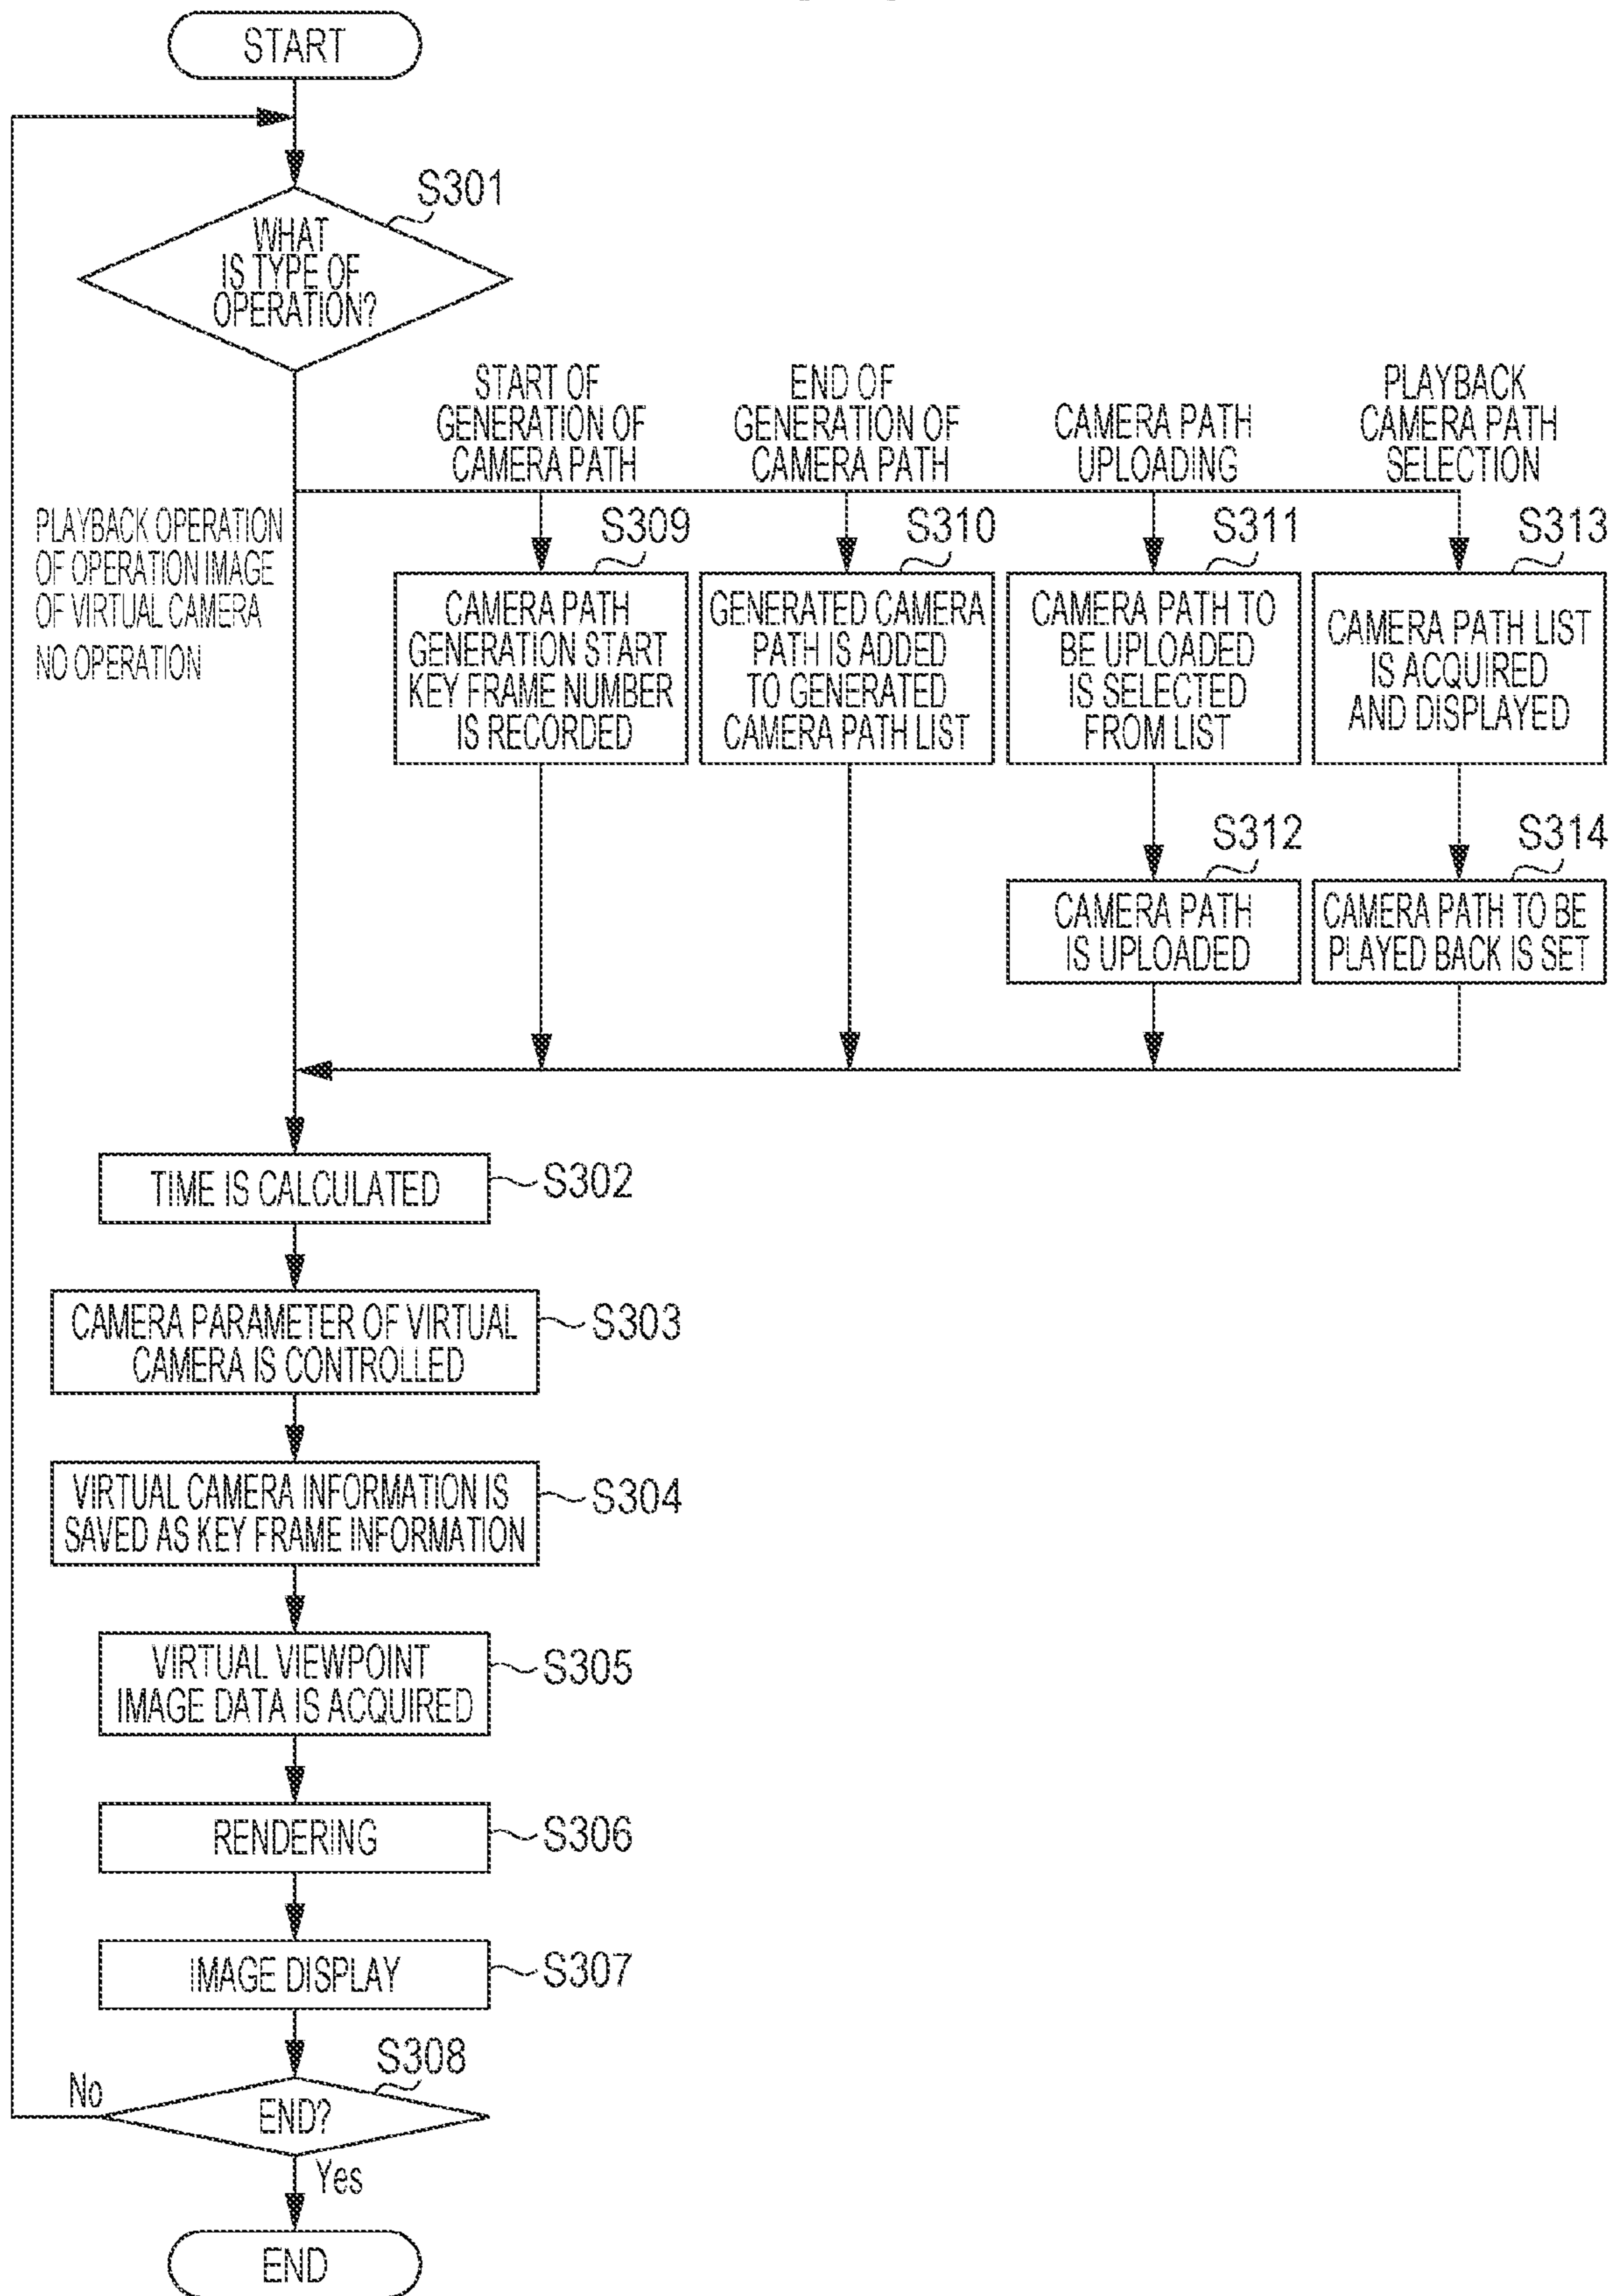 START
S301
WHAT
IS TYPE OF
OPERATION?
START OF
GENERATION OF
CAMERA PATH
END OF
GENERATION OF
CAMERA PATH
CAMERA PATH
UPLOADING
PLAYBACK
CAMERA PATH
SELECTION
PLAYBACK OPERATION
OF OPERATION IMAGE
OF VIRTUAL CAMERA
NO OPERATION
S309
CAMERA PATH
GENERATION START
KEY FRAME NUMBER
IS RECORDED
S310
GENERATED CAMERA
PATH IS ADDED
TO GENERATED
CAMERA PATH LIST
S311
CAMERA PATH TO
BE UPLOADED
IS SELECTED
FROM LIST
S313
CAMERA PATH LIST
IS ACQUIRED
AND DISPLAYED
S312
CAMERA PATH
IS UPLOADED
S314
CAMERA PATH TO BE
PLAYED BACK IS SET
TIME IS CALCULATED
S302
CAMERA PARAMETER OF VIRTUAL
CAMERA IS CONTROLLED
S303
VIRTUAL CAMERA INFORMATION IS
SAVED AS KEY FRAME INFORMATION
S304
VIRTUAL VIEWPOINT
IMAGE DATA IS ACQUIRED
S305
RENDERING
S306
IMAGE DISPLAY
S307
S308
END?
No
Yes
END